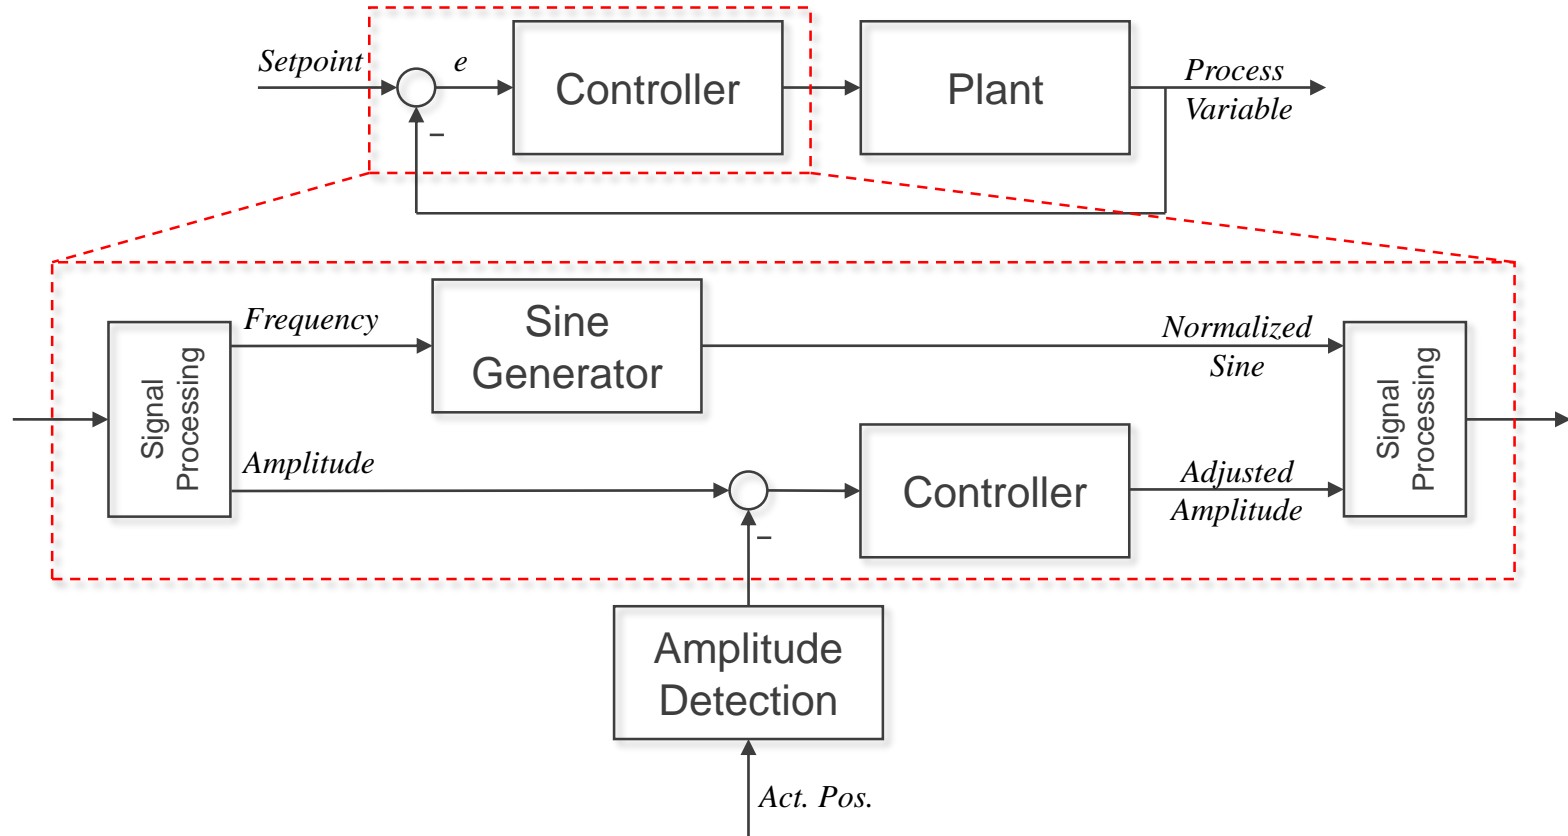 Setpoint
e
Controller
Plant
Process
Variable
–
Frequency
Sine
Generator
Normalized
Sine
Signal
Processing
Signal
Processing
Amplitude
Controller
Adjusted
Amplitude
–
Amplitude
Detection
Act. Pos.